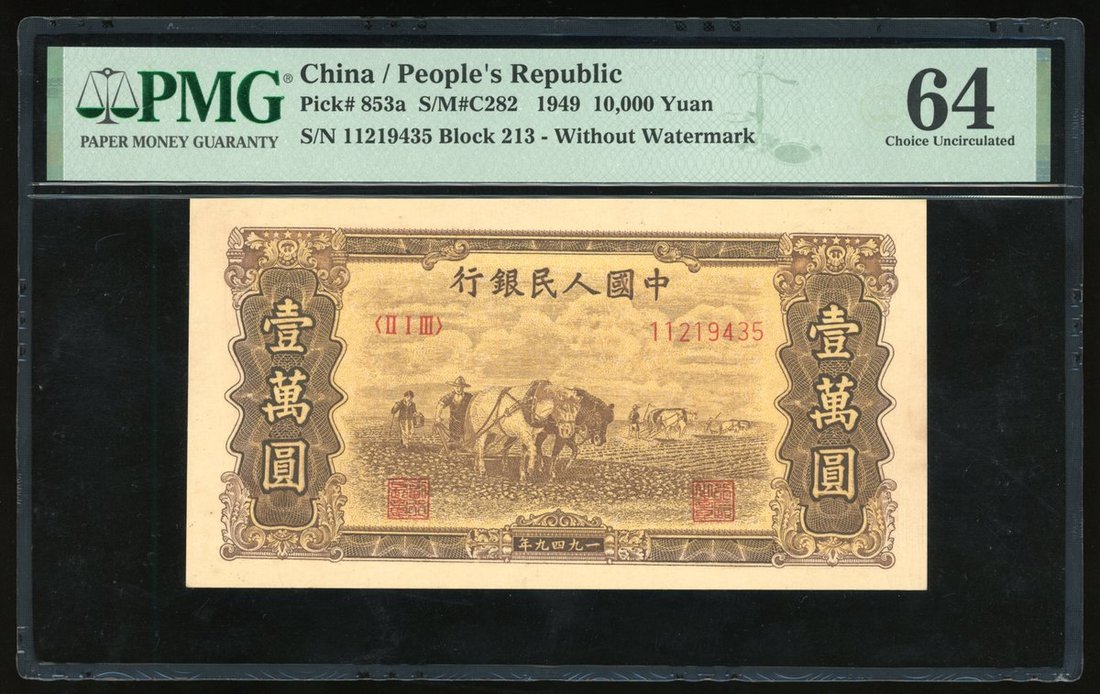 PMG®
PAPER MONEY GUARANTY
China / People's Republic
Pick# 853a S/M#C282 1949 10,000 Yuan
S/N 11219435 Block 213 - Without Watermark
64
Choice Uncirculated
行銀民人國中
〈II I III〉
11219435
壹萬圓
壹萬圓
年九四九一